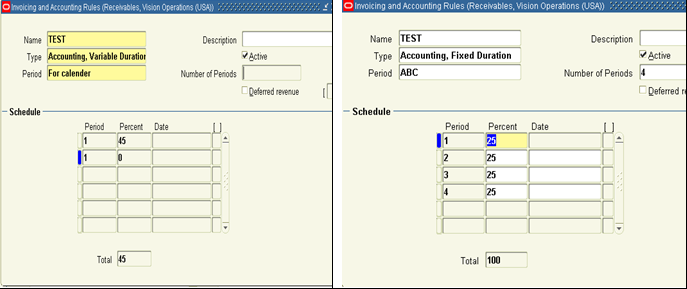 Invoicing and Accounting Rules (Receivables, Vision Operations (USA))
Name TEST Description
Type Accounting, Variable Duration Active
Period For calender Number of Periods
Deferred revenue [
Schedule
Period Percent Date [ ]
1 45
1 0
Total 45
Invoicing and Accounting Rules (Receivables, Vision Operations (USA))
Name TEST Description
Type Accounting, Fixed Duration Active
Period ABC Number of Periods 4
Deferred r
Schedule
Period Percent Date [ ]
1 25
2 25
3 25
4 25
Total 100